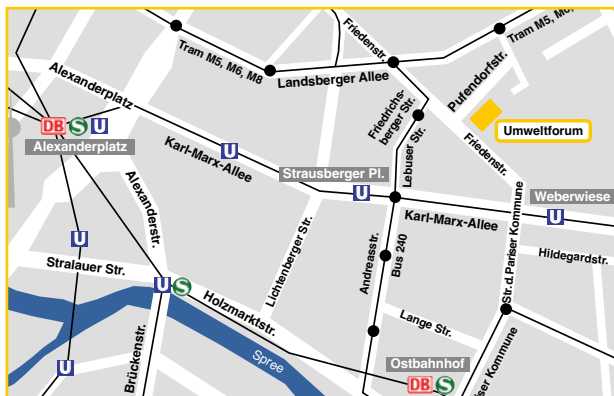 Tram M5, M6, M8
Landsberger Allee
Friedenstr.
Tram M5, M6,
Pufendorfstr.
Alexanderplatz
DB S U
Alexanderplatz
Karl-Marx-Allee
U
Friedrichs-
berger Str.
Lebuser Str.
Umweltforum
Friedenstr.
Strausberger Pl.
U
Weberwiese
U
Karl-Marx-Allee
Alexanderstr.
U
Stralauer Str.
Lichtenberger Str.
Andreasstr.
Bus 240
Str.d.Pariser Kommune
Hildegardstr.
U S
Holzmarktstr.
Lange Str.
Spree
Brückenstr.
U
Ostbahnhof
DB S
iser Kommune